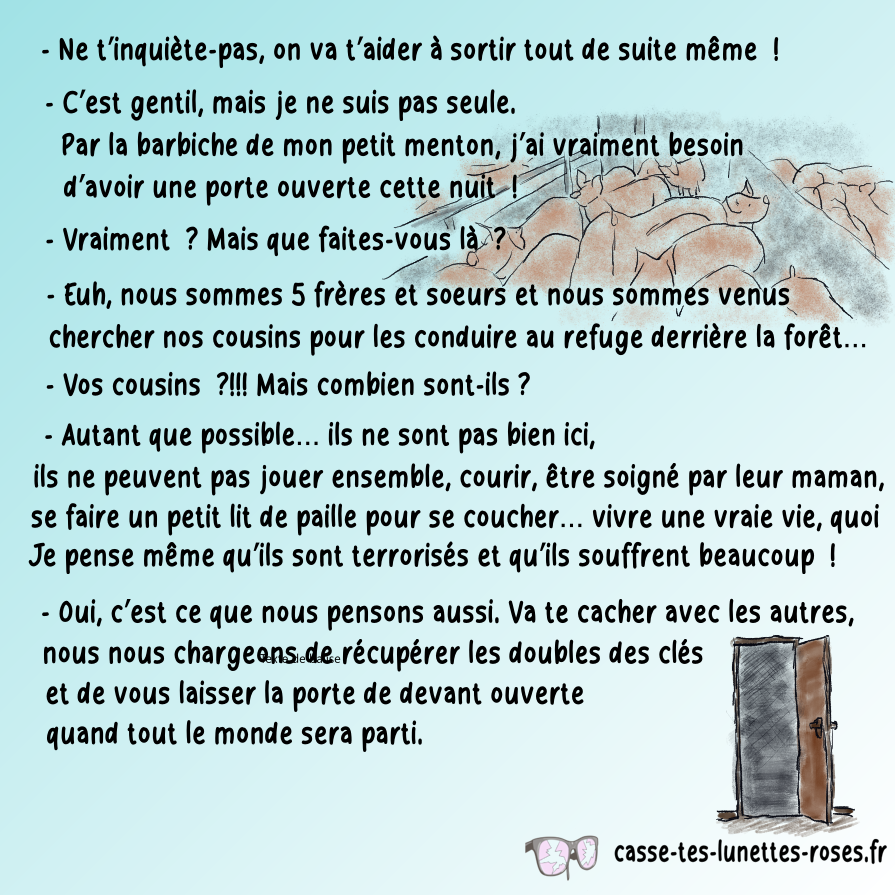 - Ne t'inquiète-pas, on va t'aider à sortir tout de suite même !
- C'est gentil, mais je ne suis pas seule.
Par la barbiche de mon petit menton, j'ai vraiment besoin
d'avoir une porte ouverte cette nuit !
- Vraiment ? Mais que faites-vous là ?
- Euh, nous sommes 5 frères et soeurs et nous sommes venus
chercher nos cousins pour les conduire au refuge derrière la forêt...
- Vos cousins ?!!! Mais combien sont-ils ?
- Autant que possible... ils ne sont pas bien ici,
ils ne peuvent pas jouer ensemble, courir, être soigné par leur maman,
se faire un petit lit de paille pour se coucher... vivre une vraie vie, quoi
Je pense même qu'ils sont terrorisés et qu'ils souffrent beaucoup !
- Oui, c'est ce que nous pensons aussi. Va te cacher avec les autres,
nous nous chargeons de récupérer les doubles des clés
et de vous laisser la porte de devant ouverte
quand tout le monde sera parti.
casse-tes-lunettes-roses.fr